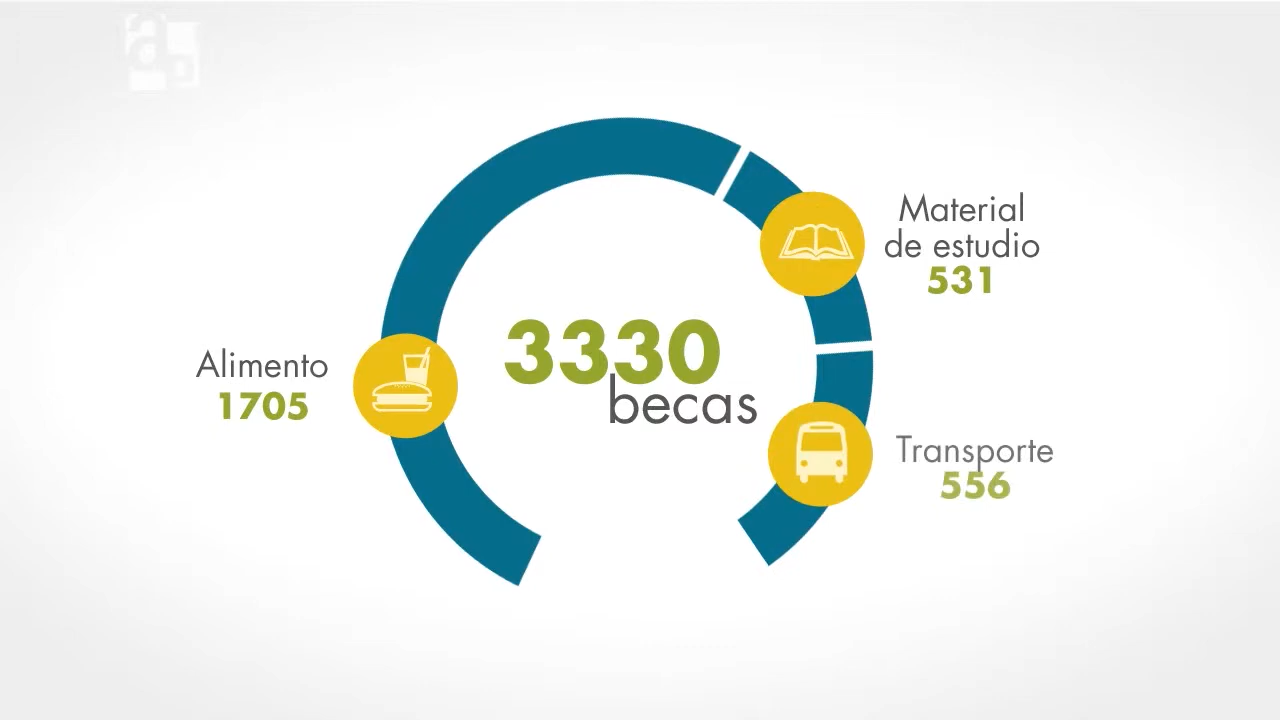 Material
de estudio
531
3330
becas
Alimento
1705
Transporte
556